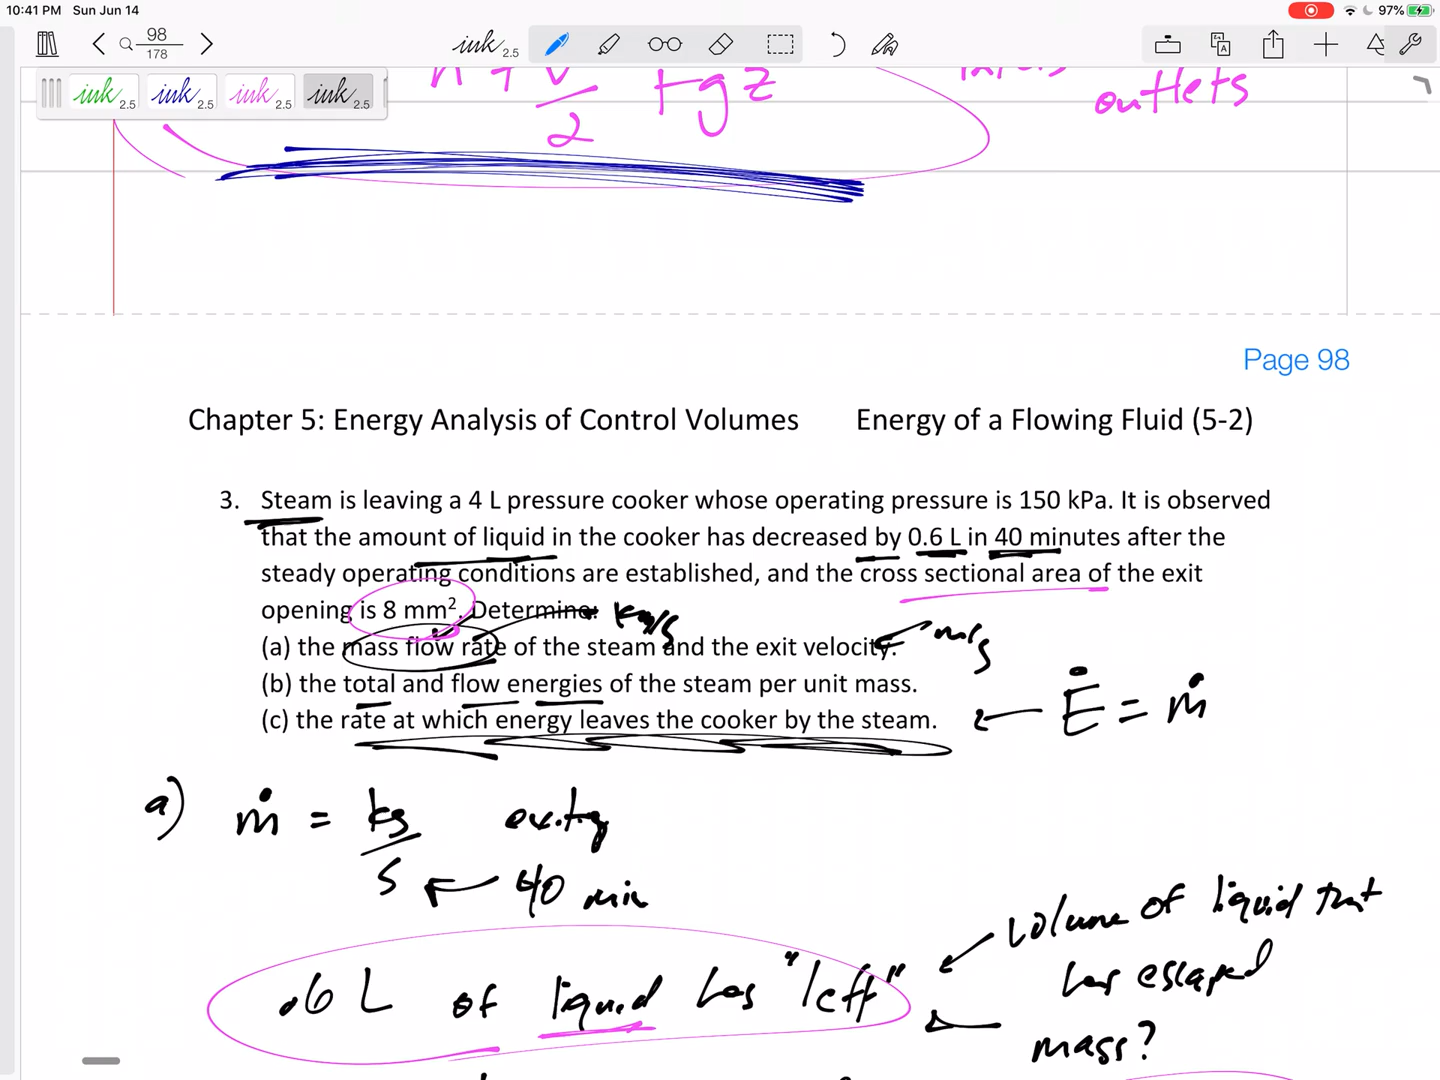 10:41 PM Sun Jun 14
97%
98
178
ink 2.5
ink 2.5
ink 2.5
ink 2.5
ink 2.5
2
+ g z
outlets
Page 98
Chapter 5: Energy Analysis of Control Volumes Energy of a Flowing Fluid (5-2)
3. Steam is leaving a 4 L pressure cooker whose operating pressure is 150 kPa. It is observed
that the amount of liquid in the cooker has decreased by 0.6 L in 40 minutes after the
steady operating conditions are established, and the cross sectional area of the exit
opening is 8 mm². Determine: kg/s
(a) the mass flow rate of the steam and the exit velocity. m/s
(b) the total and flow energies of the steam per unit mass.
(c) the rate at which energy leaves the cooker by the steam. Ė = ṁ
a) ṁ = kg
s 40 min
volume of liquid that
has escaped
.6 L of liquid has "left"
mass?